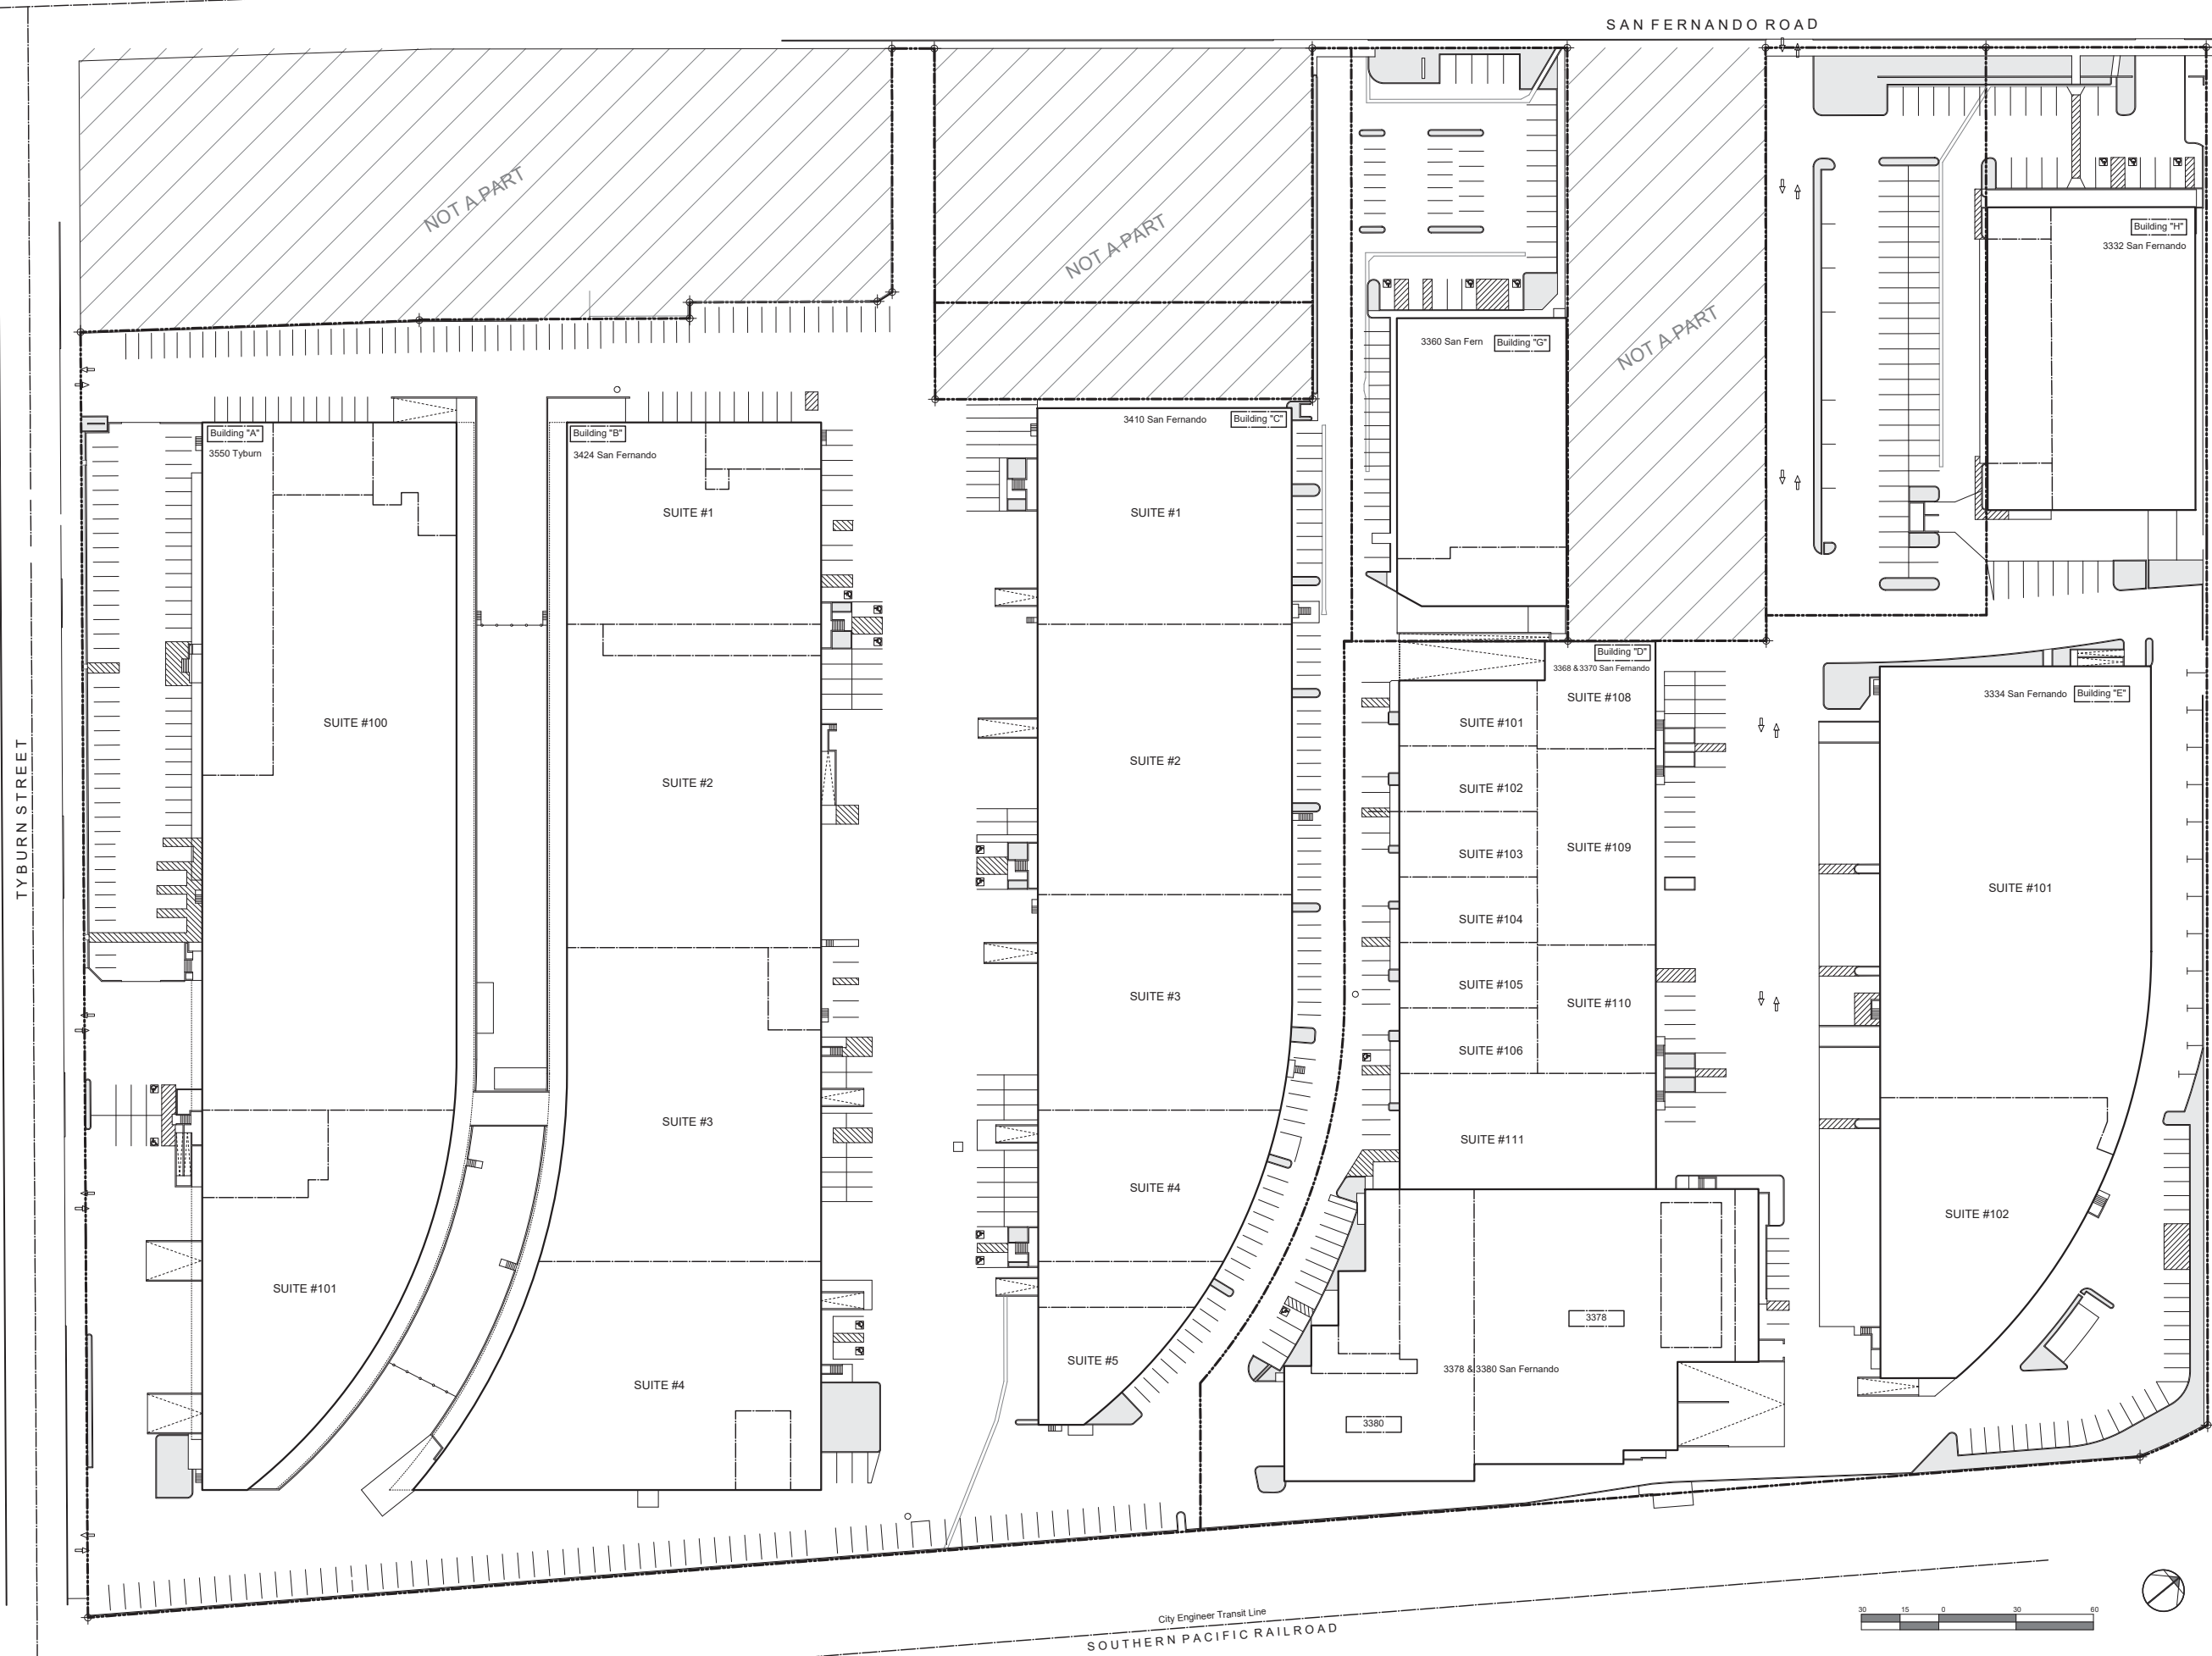 SAN FERNANDO ROAD
NOT A PART
NOT A PART
NOT A PART
Building "H"
3332 San Fernando
3360 San Fern
Building "G"
3410 San Fernando
Building "C"
Building "A"
3550 Tyburn
Building "B"
3424 San Fernando
SUITE #1
SUITE #1
Building "D"
3368 &3370 San Fernando
SUITE #108
3334 San Fernando
Building "E"
SUITE #100
SUITE #101
SUITE #2
SUITE #2
SUITE #102
TYBURN STREET
SUITE #103
SUITE #109
SUITE #101
SUITE #104
SUITE #3
SUITE #105
SUITE #110
SUITE #106
SUITE #3
SUITE #111
SUITE #4
SUITE #102
SUITE #101
3378
SUITE #5
3378 & 3380 San Fernando
SUITE #4
3380
City Engineer Transit Line
SOUTHERN PACIFIC RAILROAD
30 15 0 30 60